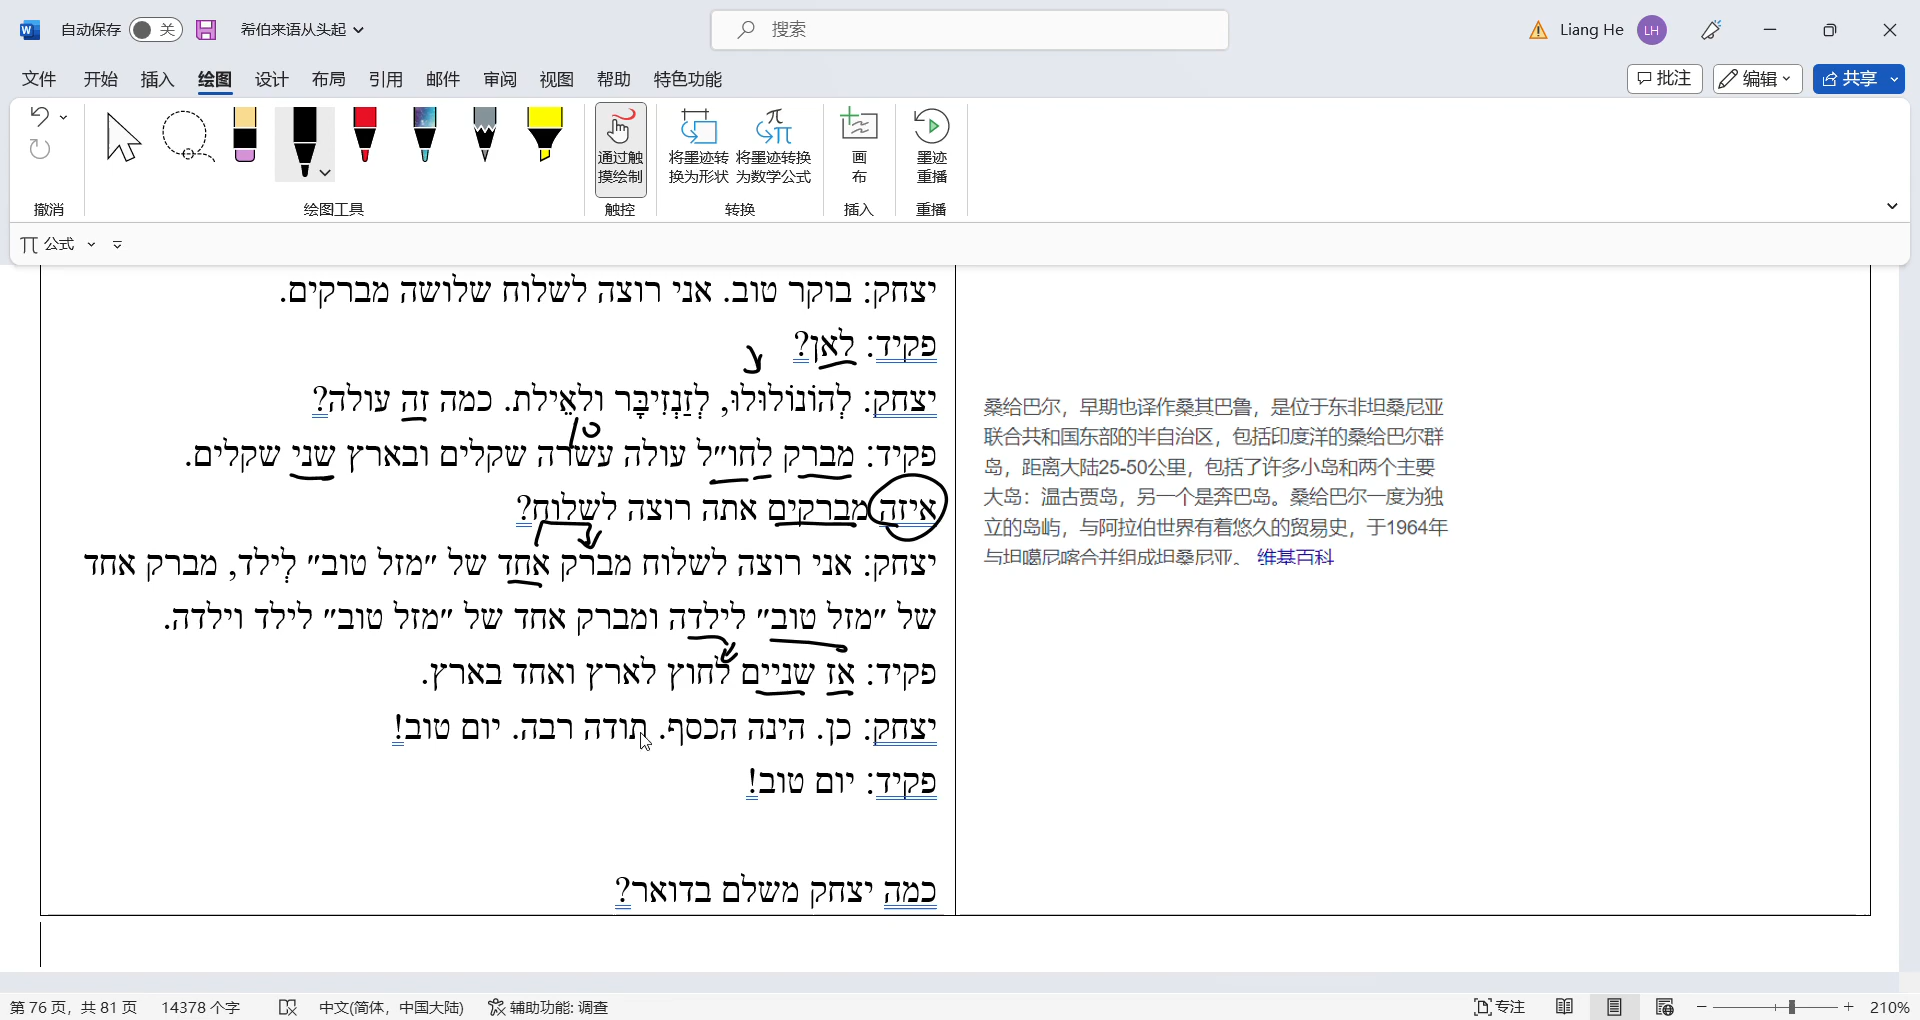 自动保存 关 希伯来语从头起 搜索 Liang He LH
文件 开始 插入 绘图 设计 布局 引用 邮件 审阅 视图 帮助 特色功能 批注 编辑 共享
通过触摸绘制
将墨迹转换为形状
将墨迹转换为数学公式
画布
墨迹重播
撤消 绘图工具 触控 转换 插入 重播
公式
יצחק: בוקר טוב. אני רוצה לשלוח שלושה מברקים.
פקיד: לאן?
יצחק: לְהוֹנוֹלוּלוּ, לְזַנְזִיבָּר ולְאֵילת. כמה זה עולה?
10
פקיד: מברק לחו״ל עולה עשרה שקלים ובארץ שני שקלים.
איזה מברקים אתה רוצה לשלוח?
יצחק: אני רוצה לשלוח מברק אחד של ״מזל טוב״ לְילד, מברק אחד
של ״מזל טוב״ לילדה ומברק אחד של ״מזל טוב״ לילד וילדה.
פקיד: אז שניים לחוץ לארץ ואחד בארץ.
יצחק: כן. הינה הכסף. תודה רבה. יום טוב!
פקיד: יום טוב!
כמה יצחק משלם בדואר?
桑给巴尔，早期也译作桑其巴鲁，是位于东非坦桑尼亚
联合共和国东部的半自治区，包括印度洋的桑给巴尔群
岛，距离大陆25-50公里，包括了许多小岛和两个主要
大岛：温古贾岛，另一个是奔巴岛。桑给巴尔一度为独
立的岛屿，与阿拉伯世界有着悠久的贸易史，于1964年
与坦噶尼喀合并组成坦桑尼亚。 维基百科
第 76 页，共 81 页 14378 个字 中文(简体，中国大陆) 辅助功能: 调查 专注 210%